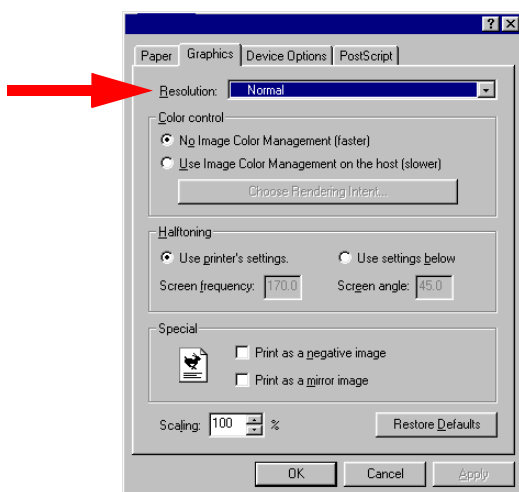 Paper Graphics Device Options PostScript
Resolution: Normal
Color control
No Image Color Management (faster)
Use Image Color Management on the host (slower)
Choose Rendering Intent...
Halftoning
Use printer's settings. Use settings below
Screen frequency: 170.0 Screen angle: 45.0
Special
Print as a negative image
Print as a mirror image
Scaling: 100 % Restore Defaults
OK Cancel Apply